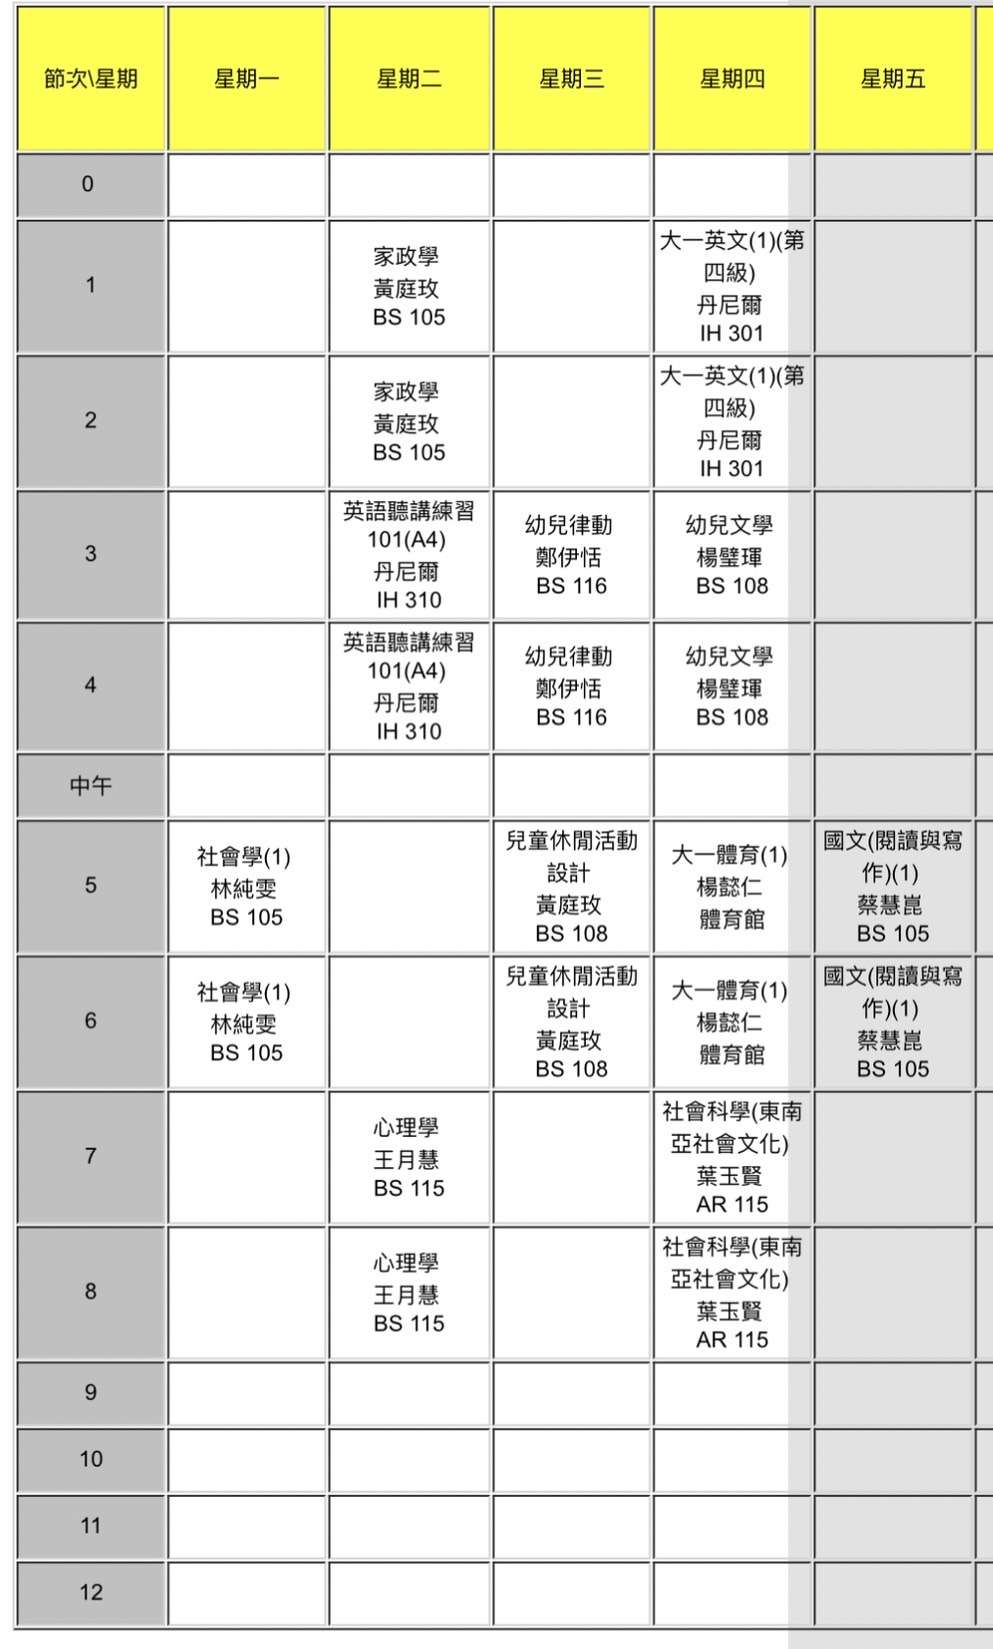 節次\星期 星期一 星期二 星期三 星期四 星期五
0
1
家政學
黃庭玫
BS 105
大一英文(1)(第
四級)
丹尼爾
IH 301
2
家政學
黃庭玫
BS 105
大一英文(1)(第
四級)
丹尼爾
IH 301
3
英語聽講練習
101(A4)
丹尼爾
IH 310
幼兒律動
鄭伊恬
BS 116
幼兒文學
楊璧琿
BS 108
4
英語聽講練習
101(A4)
丹尼爾
IH 310
幼兒律動
鄭伊恬
BS 116
幼兒文學
楊璧琿
BS 108
中午
5
社會學(1)
林純雯
BS 105
兒童休閒活動
設計
黃庭玫
BS 108
大一體育(1)
楊懿仁
體育館
國文(閱讀與寫
作)(1)
蔡慧崑
BS 105
6
社會學(1)
林純雯
BS 105
兒童休閒活動
設計
黃庭玫
BS 108
大一體育(1)
楊懿仁
體育館
國文(閱讀與寫
作)(1)
蔡慧崑
BS 105
7
心理學
王月慧
BS 115
社會科學(東南
亞社會文化)
葉玉賢
AR 115
8
心理學
王月慧
BS 115
社會科學(東南
亞社會文化)
葉玉賢
AR 115
9
10
11
12